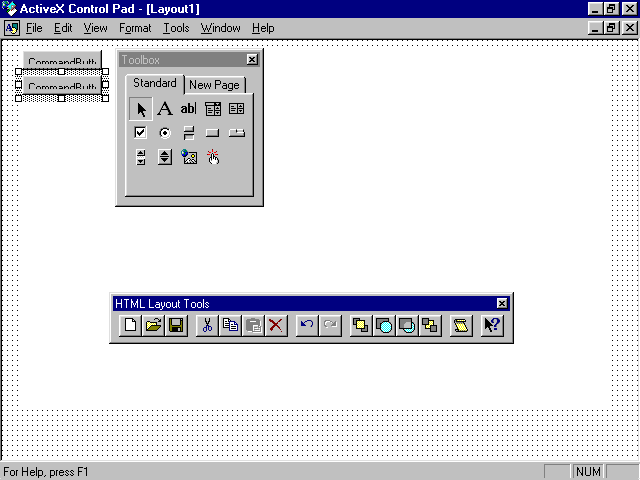 ActiveX Control Pad - [Layout1]
File Edit View Format Tools Window Help
CommandButt
CommandButt
Toolbox
Standard New Page
A ab|
HTML Layout Tools
For Help, press F1 NUM